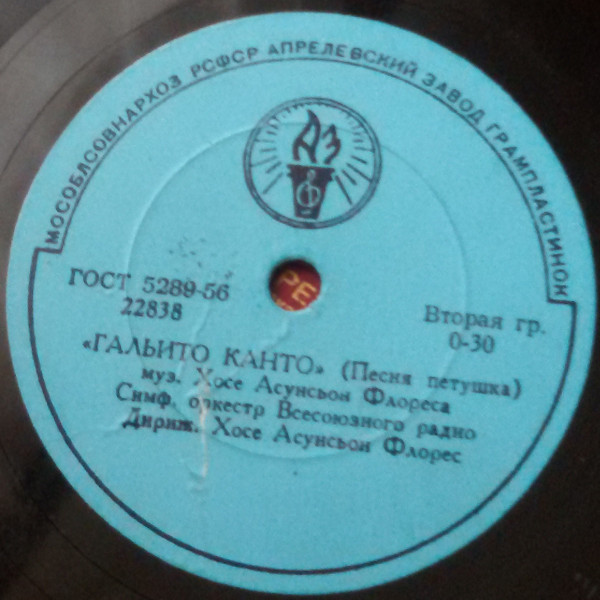 МОСОБЛСОВНАРХОЗ РСФСР АПРЕЛЕВСКИЙ ЗАВОД ГРАМПЛАСТИНОК
АЗ
ГОСТ 5289-56
22838
Вторая гр.
0-30
«ГАЛЬИТО КАНТО» (Песня петушка)
муз. Хосе Асунсьон Флореса
Симф. оркестр Всесоюзного радио
Дириж. Хосе Асунсьон Флорес